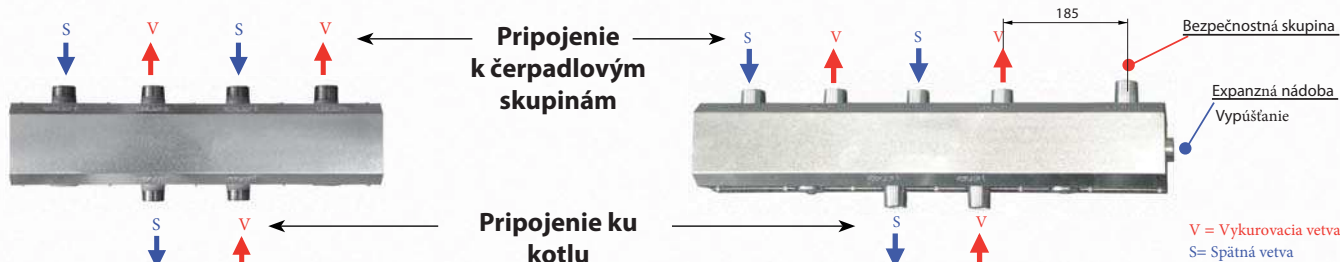 S V S V
Pripojenie
k čerpadlovým
skupinám
S V S V
185
Bezpečnostná skupina
Expanzná nádoba
Vypúšťanie
S V
Pripojenie ku
kotlu
S V
V = Vykurovacia vetva
S= Spätná vetva